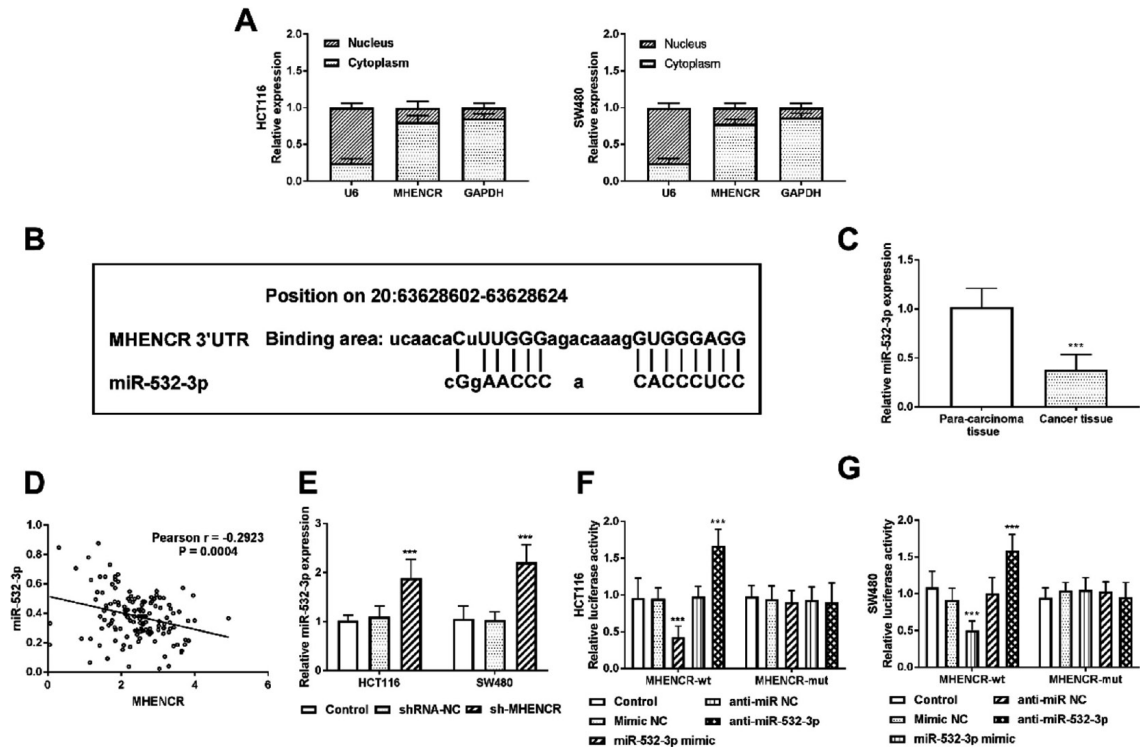 A
HCT116
Relative expression
2.0
1.5
1.0
0.5
0.0
Nucleus
Cytoplasm
U6 MHENCR GAPDH
SW480
Relative expression
2.0
1.5
1.0
0.5
0.0
Nucleus
Cytoplasm
U6 MHENCR GAPDH
B
Position on 20:63628602-63628624
MHENCR 3'UTR Binding area: ucaacaCuUUGGGagacaaagGUGGGAGG
miR-532-3p cGgAACCC a CACCCUCC
C
Relative miR-532-3p expression
1.5
1.0
0.5
0.0
***
Para-carcinoma Cancer tissue
tissue
D
miR-532-3p
1.0
0.8
0.6
0.4
0.2
0.0
Pearson r = -0.2923
P = 0.0004
0 2 4 6
MHENCR
E
Relative miR-532-3p expression
3
2
1
0
***
***
HCT116 SW480
Control shRNA-NC sh-MHENCR
F
HCT116
Relative luciferase activity
2.0
1.5
1.0
0.5
0.0
***
***
MHENCR-wt MHENCR-mut
Control anti-miR NC
Mimic NC anti-miR-532-3p
miR-532-3p mimic
G
SW480
Relative luciferase activity
2.0
1.5
1.0
0.5
0.0
***
***
MHENCR-wt MHENCR-mut
Control anti-miR NC
Mimic NC anti-miR-532-3p
miR-532-3p mimic